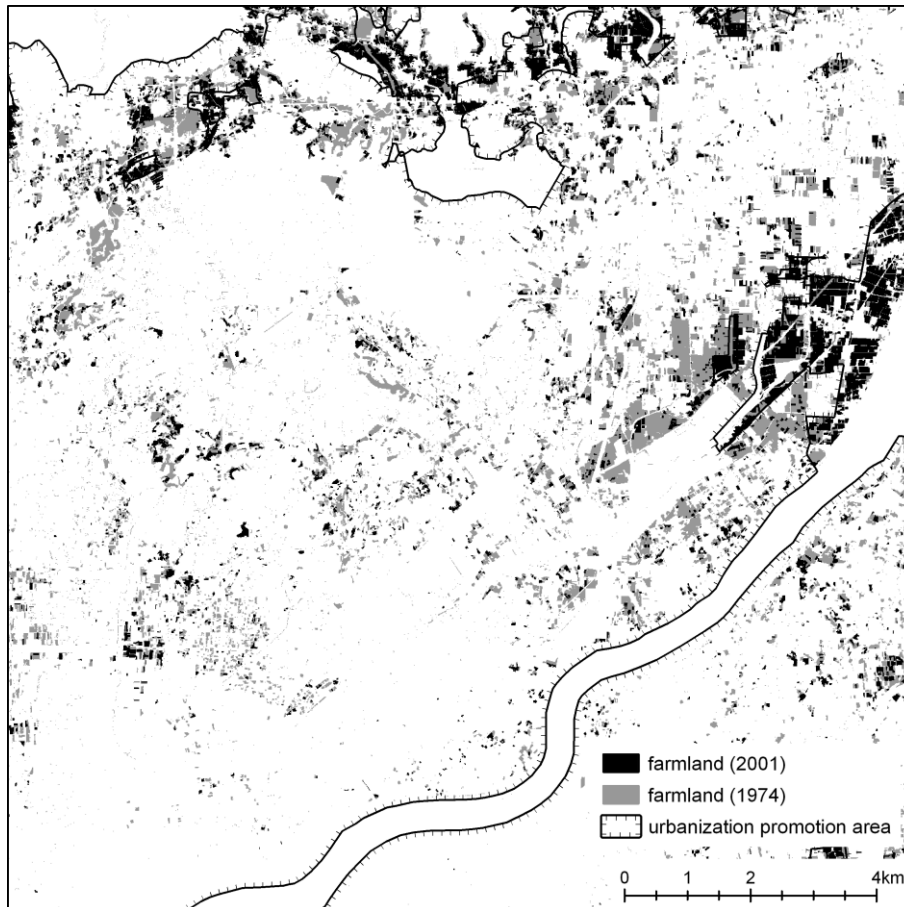 farmland (2001)
farmland (1974)
urbanization promotion area
0 1 2 4km